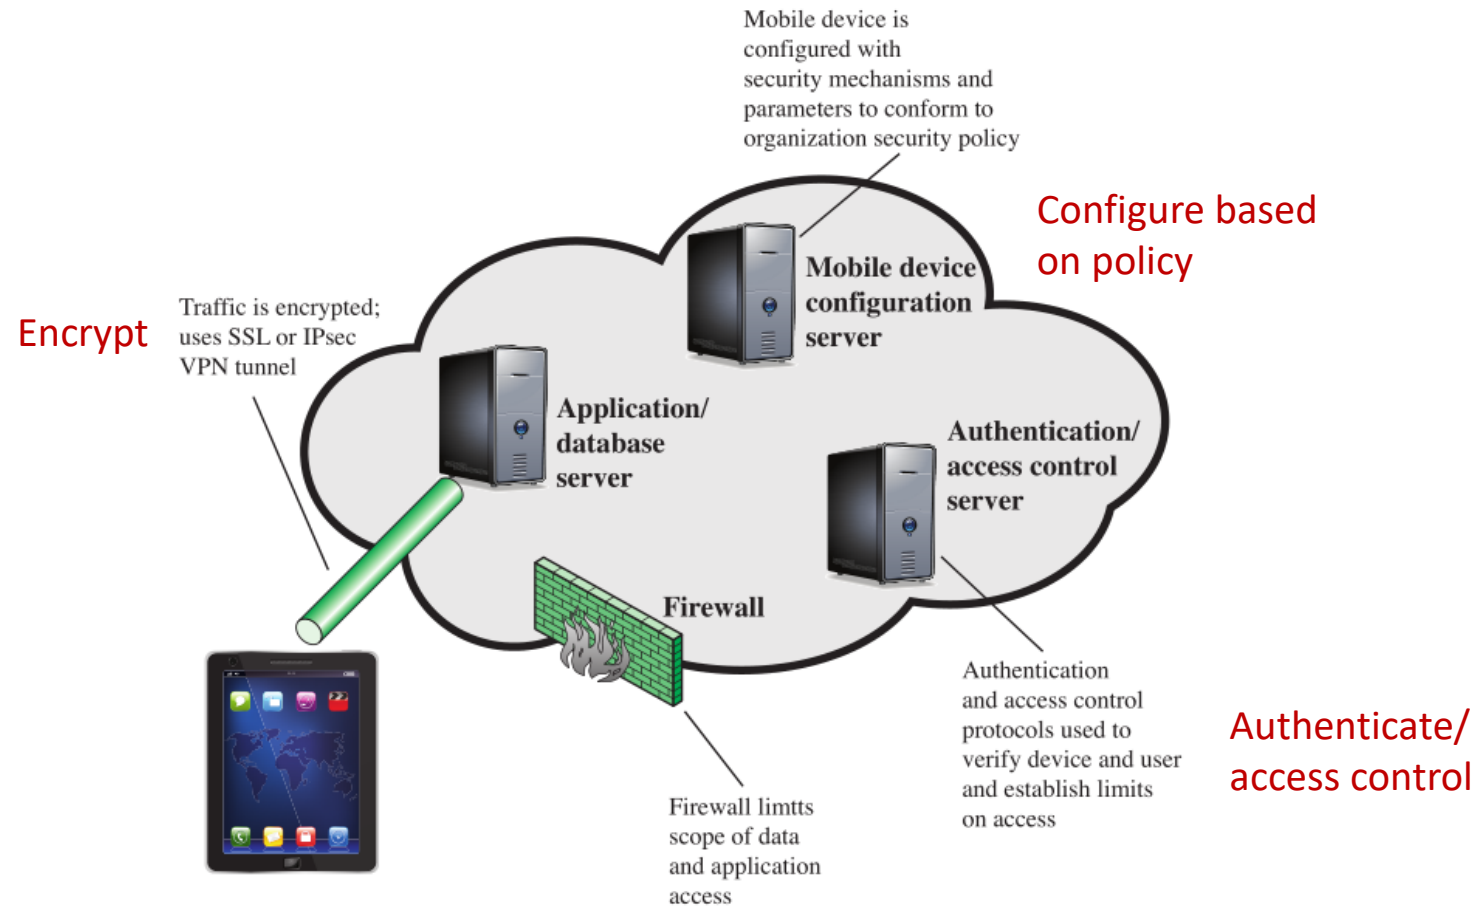 Mobile device is
configured with
security mechanisms and
parameters to conform to
organization security policy
Configure based
on policy
Mobile device
configuration
server
Encrypt
Traffic is encrypted;
uses SSL or IPsec
VPN tunnel
Application/
database
server
Authentication/
access control
server
Firewall
Authentication
and access control
protocols used to
verify device and user
and establish limits
on access
Authenticate/
access control
Firewall limtts
scope of data
and application
access